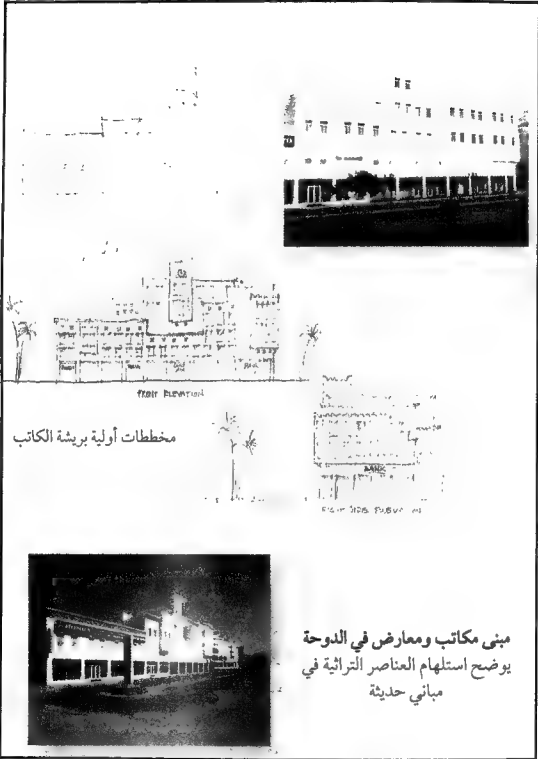 FRONT ELEVATION
مخططات أولية بريشة الكاتب
BANK
SIDE
مبنى مكاتب ومعارض في الدوحة
يوضح استلهام العناصر التراثية في
مباني حديثة